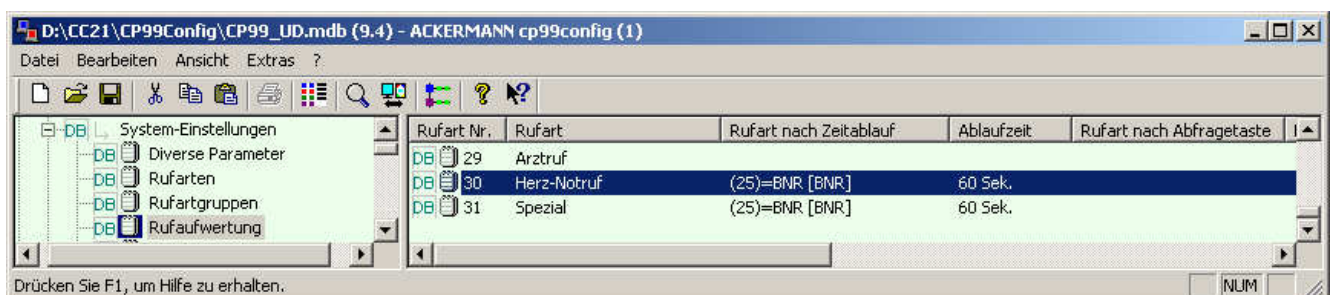 D:\CC21\CP99Config\CP99_UD.mdb (9.4) - ACKERMANN cp99config (1)
Datei Bearbeiten Ansicht Extras ?
DB System-Einstellungen
DB Diverse Parameter
DB Rufarten
DB Rufartgruppen
DB Rufaufwertung
Rufart Nr. Rufart Rufart nach Zeitablauf Ablaufzeit Rufart nach Abfragetaste
DB 29 Arztruf
DB 30 Herz-Notruf (25)=BNR [BNR] 60 Sek.
DB 31 Spezial (25)=BNR [BNR] 60 Sek.
Drücken Sie F1, um Hilfe zu erhalten.
NUM